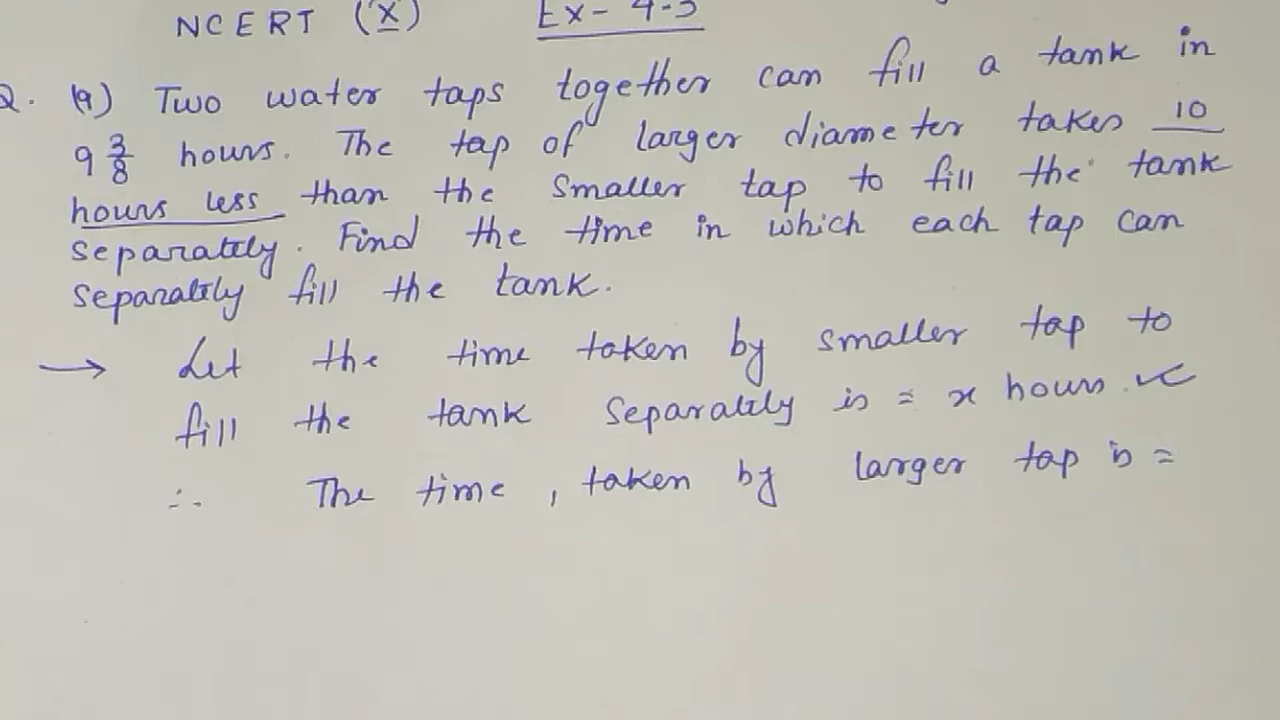 NCERT (X) Ex- 4.3
Q. (9) Two water taps together can fill a tank in
9 3/8 hours. The tap of larger diameter takes 10
hours less than the smaller tap to fill the tank
separately. Find the time in which each tap can
separately fill the tank.
→ Let the time taken by smaller tap to
fill the tank separately is = x hours.
∴ The time, taken by larger tap is =